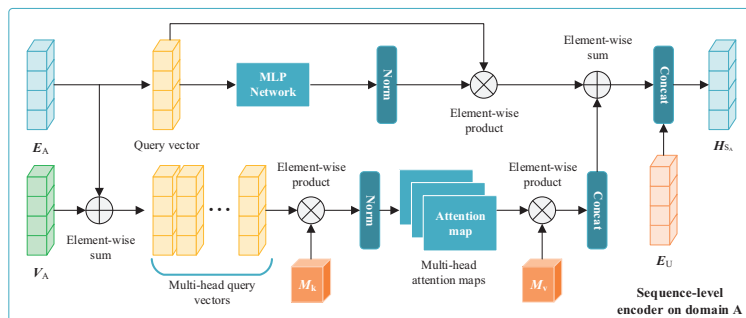 Element-wise
sum
MLP
Network
Norm
Concat
Element-wise
product
E_A
Query vector
H_{S_A}
Element-wise
product
Element-wise
product
Norm
Attention
map
Concat
Element-wise
sum
V_A
Multi-head query
vectors
M_k
Multi-head
attention maps
M_v
E_U
Sequence-level
encoder on domain A